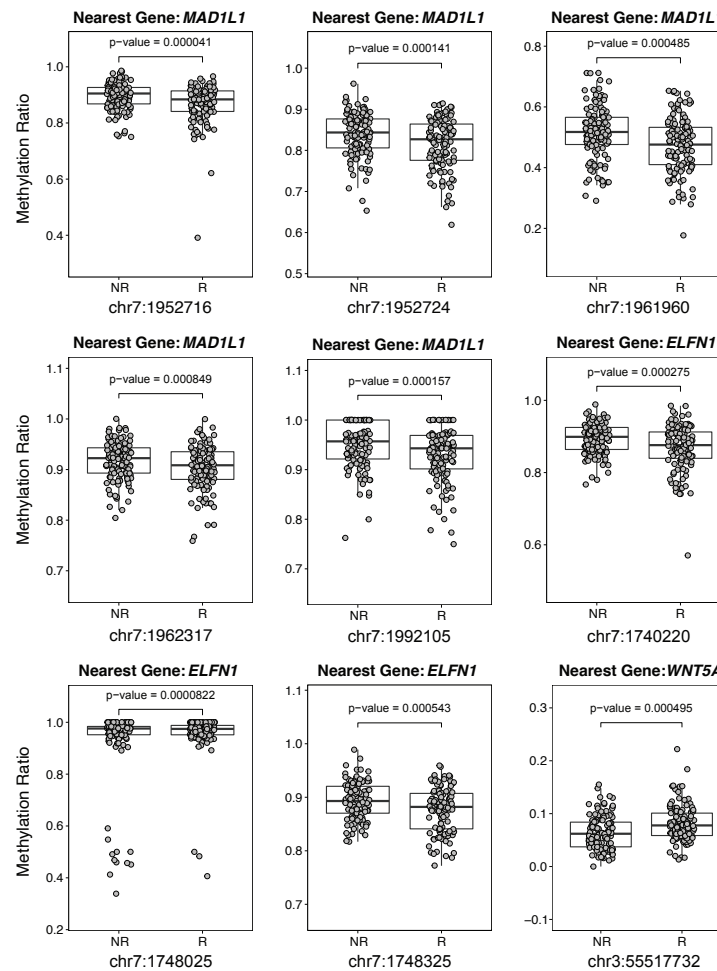 Nearest Gene: MAD1L1 Nearest Gene: MAD1L1 Nearest Gene: MAD1L
p-value = 0.000041 p-value = 0.000141 p-value = 0.000485
Methylation Ratio
1.0 0.8 0.6 0.4
1.0 0.9 0.8 0.7 0.6 0.5
0.8 0.6 0.4 0.2
NR R NR R NR R
chr7:1952716 chr7:1952724 chr7:1961960
Nearest Gene: MAD1L1 Nearest Gene: MAD1L1 Nearest Gene: ELFN1
p-value = 0.000849 p-value = 0.000157 p-value = 0.000275
Methylation Ratio
1.1 1.0 0.9 0.8 0.7
1.1 1.0 0.9 0.8 0.7
1.0 0.8 0.6
NR R NR R NR R
chr7:1962317 chr7:1992105 chr7:1740220
Nearest Gene: ELFN1 Nearest Gene: ELFN1 Nearest Gene: WNT5A
p-value = 0.0000822 p-value = 0.000543 p-value = 0.000495
Methylation Ratio
1.0 0.8 0.6 0.4 0.2
1.1 1.0 0.9 0.8 0.7
0.3 0.2 0.1 0.0 −0.1
NR R NR R NR R
chr7:1748025 chr7:1748325 chr3:55517732